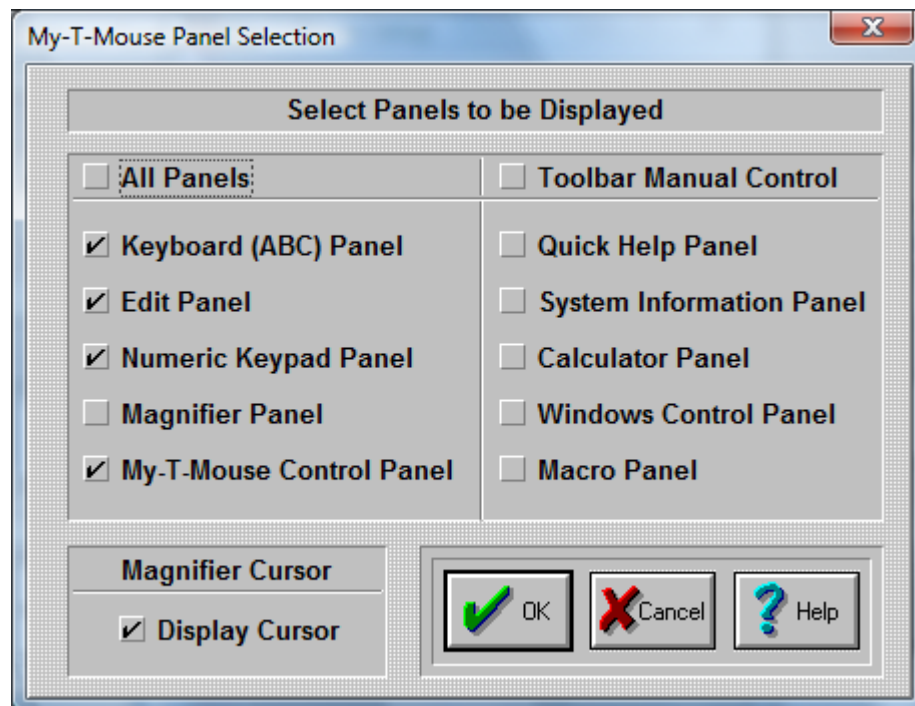 My-T-Mouse Panel Selection
Select Panels to be Displayed
All Panels
Toolbar Manual Control
Keyboard (ABC) Panel
Quick Help Panel
Edit Panel
System Information Panel
Numeric Keypad Panel
Calculator Panel
Magnifier Panel
Windows Control Panel
My-T-Mouse Control Panel
Macro Panel
Magnifier Cursor
Display Cursor
OK
Cancel
Help